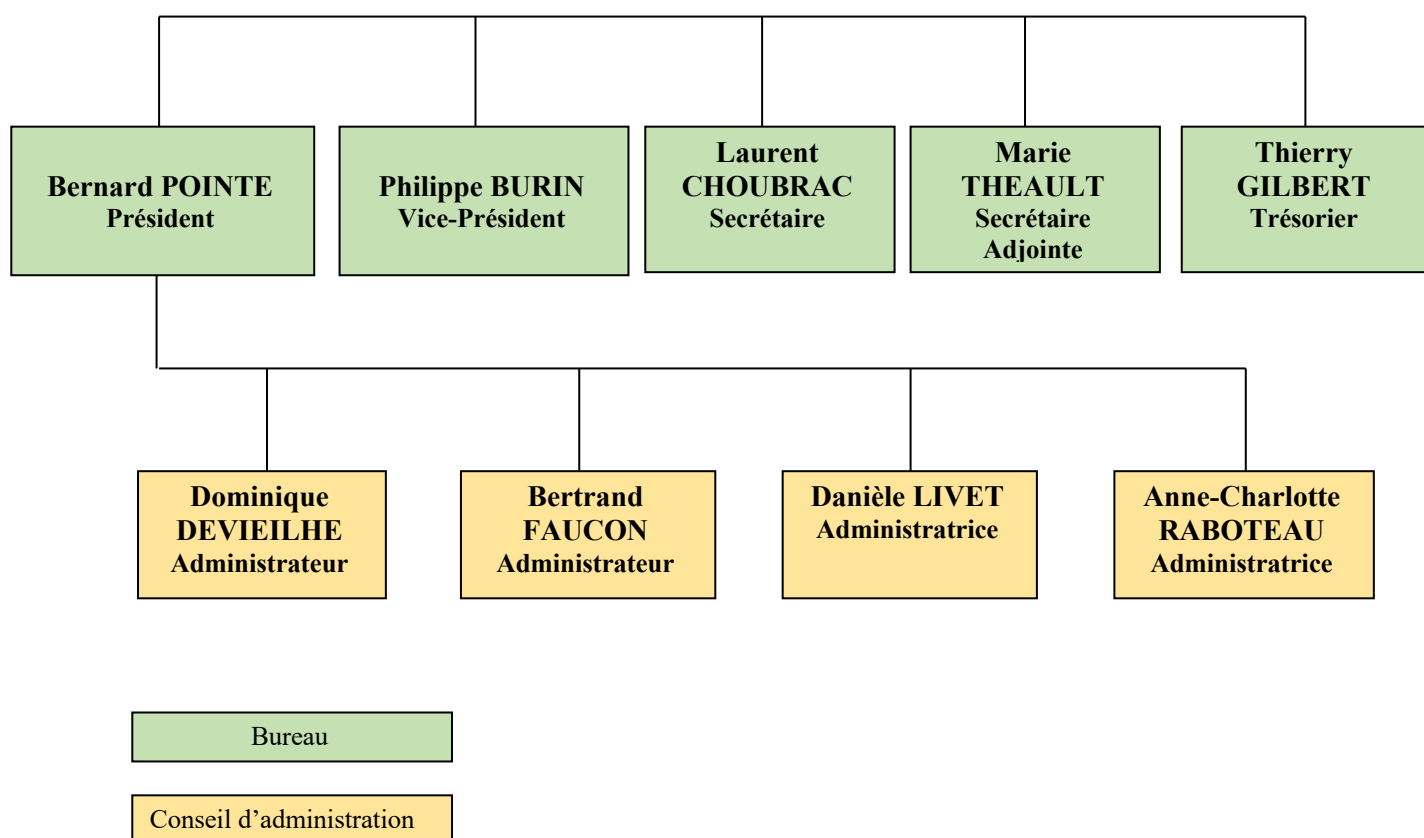 Bernard POINTE
Président
Philippe BURIN
Vice-Président
Laurent
CHOUBRAC
Secrétaire
Marie
THEAULT
Secrétaire
Adjointe
Thierry
GILBERT
Trésorier
Dominique
DEVIEILHE
Administrateur
Bertrand
FAUCON
Administrateur
Danièle LIVET
Administratrice
Anne-Charlotte
RABOTEAU
Administratrice
Bureau
Conseil d’administration